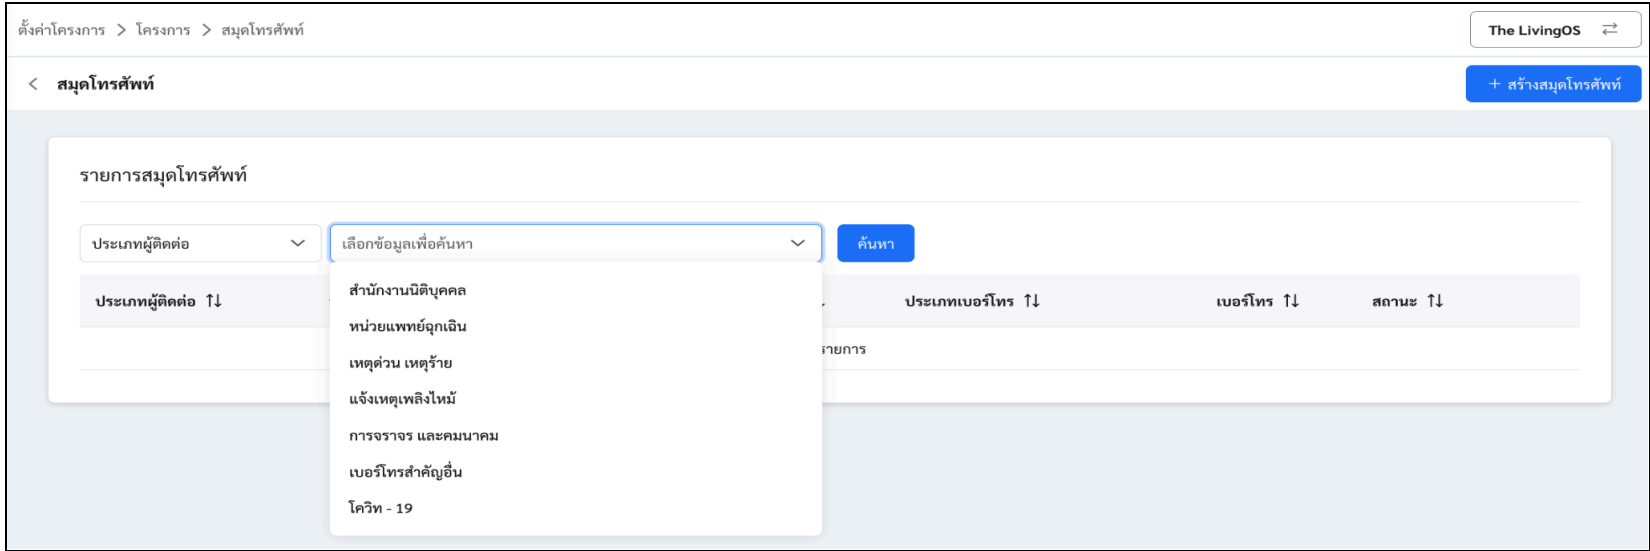 ตั้งค่าโครงการ > โครงการ > สมุดโทรศัพท์
The LivingOS
< สมุดโทรศัพท์
+ สร้างสมุดโทรศัพท์
รายการสมุดโทรศัพท์
ประเภทผู้ติดต่อ
เลือกข้อมูลเพื่อค้นหา
ค้นหา
ประเภทผู้ติดต่อ ↑↓ ประเภทเบอร์โทร ↑↓ เบอร์โทร ↑↓ สถานะ ↑↓
รายการ
สำนักงานนิติบุคคล
หน่วยแพทย์ฉุกเฉิน
เหตุด่วน เหตุร้าย
แจ้งเหตุเพลิงไหม้
การจราจร และคมนาคม
เบอร์โทรสำคัญอื่น
โควิท - 19